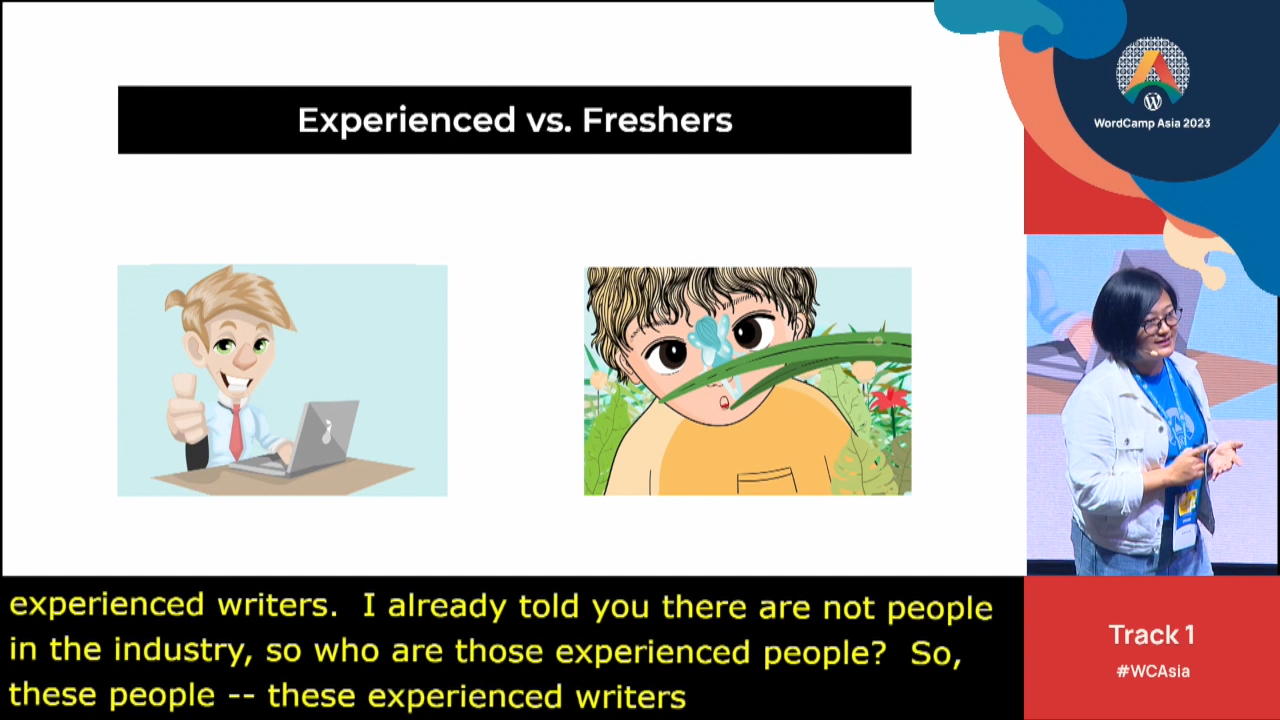 Experienced vs. Freshers
WordCamp Asia 2023
experienced writers.  I already told you there are not people
in the industry, so who are those experienced people?  So,
these people -- these experienced writers
Track 1
#WCAsia